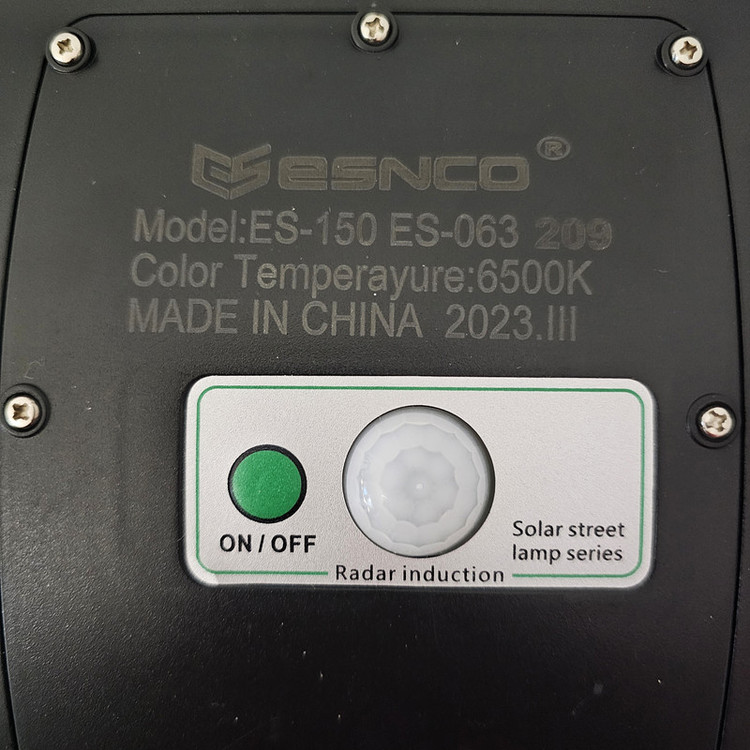 ES ESNCO ®
Model:ES-150 ES-063 209
Color Temperayure:6500K
MADE IN CHINA 2023.III
ON / OFF
Solar street
lamp series
Radar induction